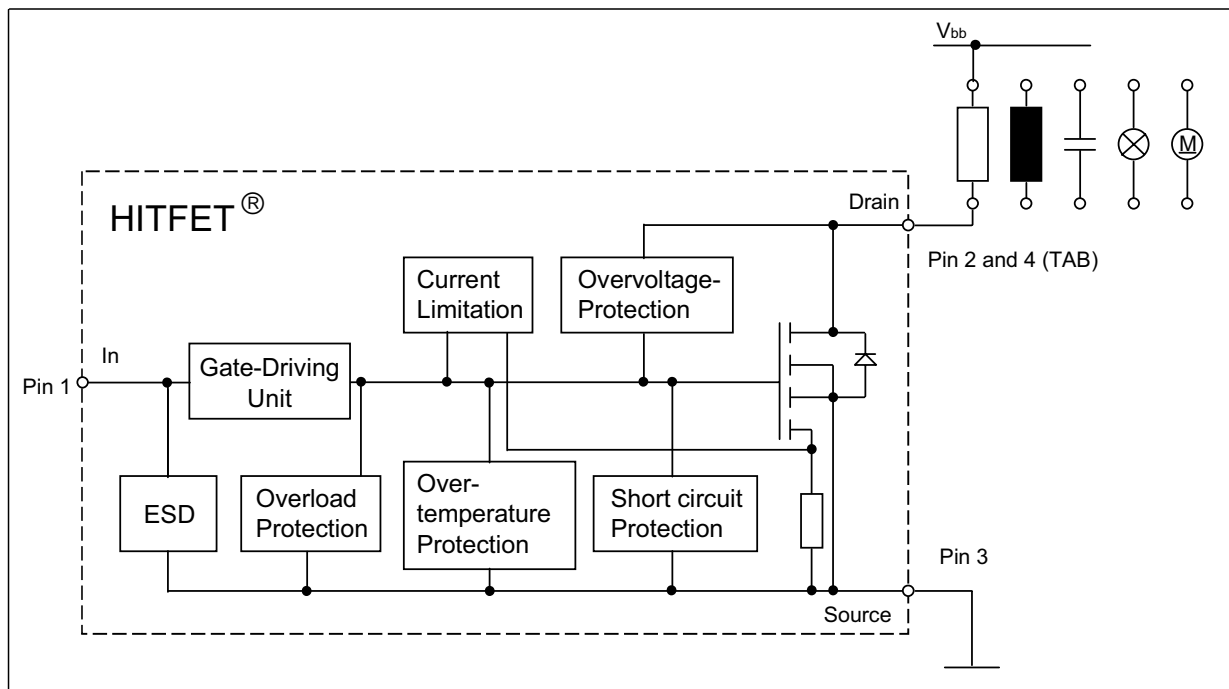 Vbb
M
HITFET ®
Drain
Pin 2 and 4 (TAB)
Current
Limitation
Overvoltage-
Protection
In
Pin 1
Gate-Driving
Unit
ESD
Overload
Protection
Over-
temperature
Protection
Short circuit
Protection
Pin 3
Source